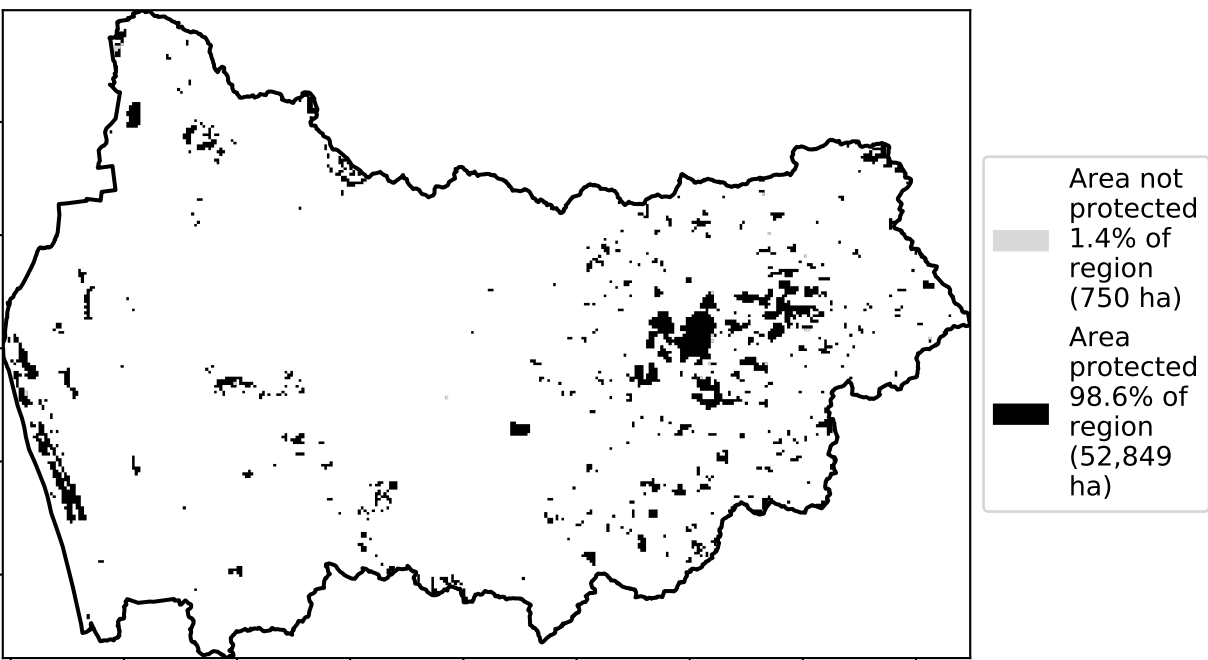 Area not
protected
1.4% of
region
(750 ha)
Area
protected
98.6% of
region
(52,849
ha)